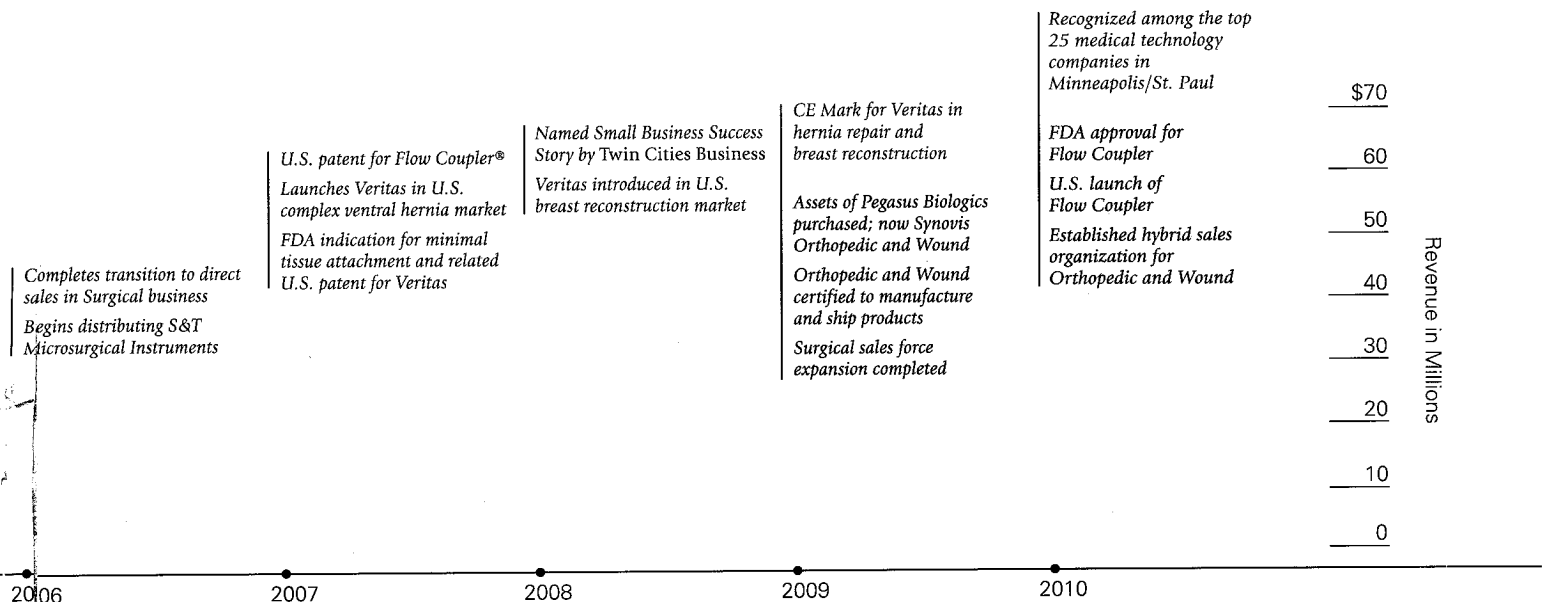 Completes transition to direct
sales in Surgical business
Begins distributing S&T
Microsurgical Instruments
U.S. patent for Flow Coupler®
Launches Veritas in U.S.
complex ventral hernia market
FDA indication for minimal
tissue attachment and related
U.S. patent for Veritas
Named Small Business Success
Story by Twin Cities Business
Veritas introduced in U.S.
breast reconstruction market
CE Mark for Veritas in
hernia repair and
breast reconstruction
Assets of Pegasus Biologics
purchased; now Synovis
Orthopedic and Wound
Orthopedic and Wound
certified to manufacture
and ship products
Surgical sales force
expansion completed
Recognized among the top
25 medical technology
companies in
Minneapolis/St. Paul
FDA approval for
Flow Coupler
U.S. launch of
Flow Coupler
Established hybrid sales
organization for
Orthopedic and Wound
$70
60
50
40
30
20
10
0
Revenue in Millions
2006
2007
2008
2009
2010